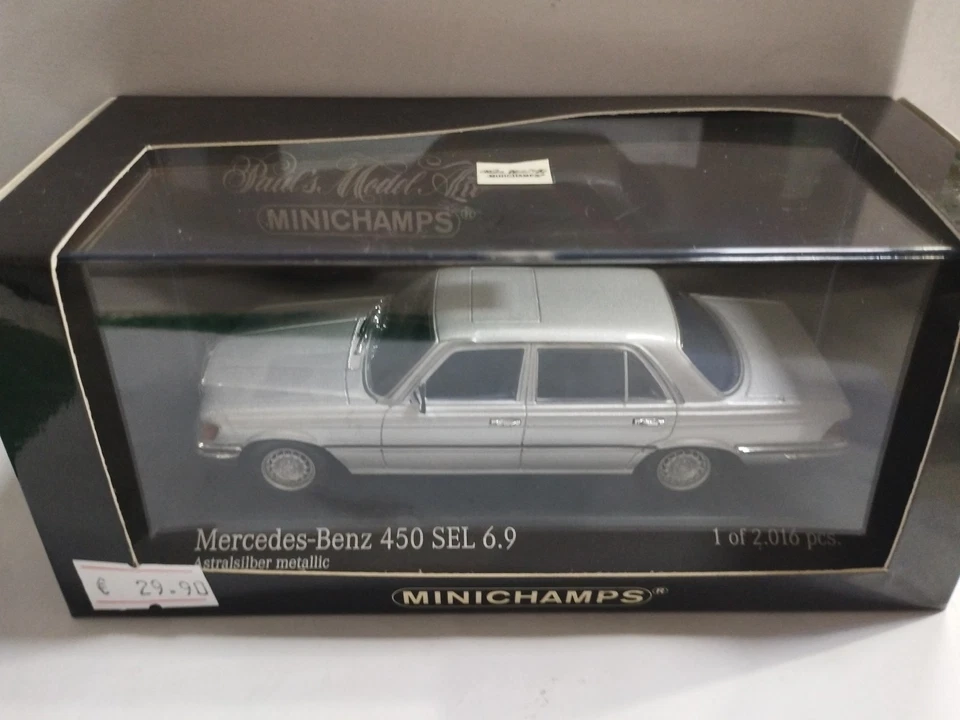 Paul's Model Art
MINICHAMPS®
MINICHAMPS
Mercedes-Benz 450 SEL 6.9
1 of 2.016 pcs.
Astralsilber metallic
€ 29.90
MINICHAMPS®